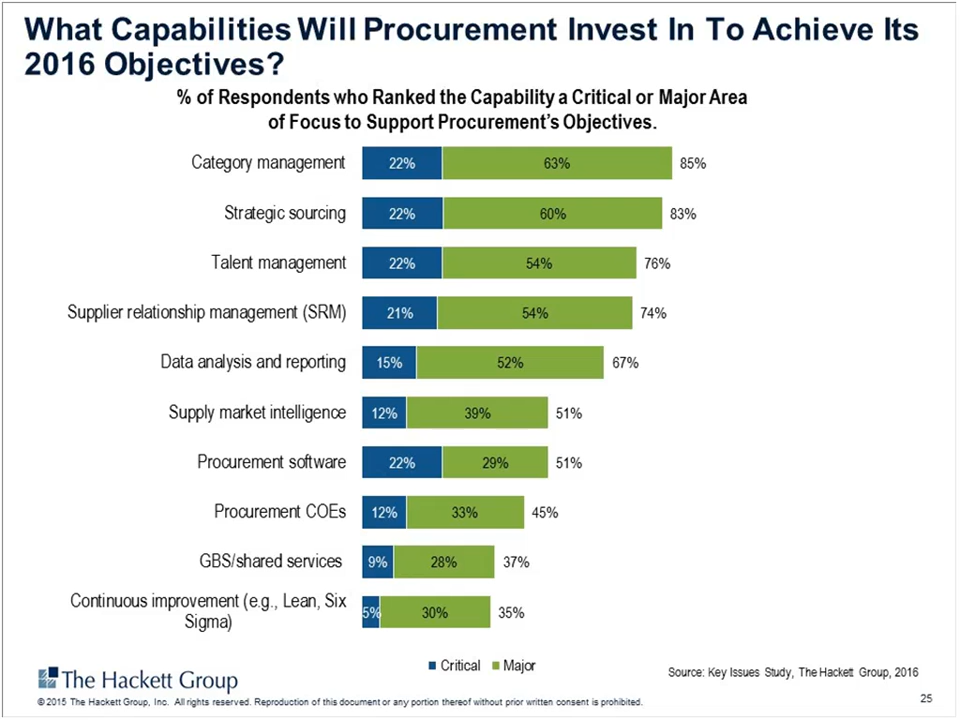 What Capabilities Will Procurement Invest In To Achieve Its
2016 Objectives?
% of Respondents who Ranked the Capability a Critical or Major Area
of Focus to Support Procurement's Objectives.
Category management 22% 63% 85%
Strategic sourcing 22% 60% 83%
Talent management 22% 54% 76%
Supplier relationship management (SRM) 21% 54% 74%
Data analysis and reporting 15% 52% 67%
Supply market intelligence 12% 39% 51%
Procurement software 22% 29% 51%
Procurement COEs 12% 33% 45%
GBS/shared services 9% 28% 37%
Continuous improvement (e.g., Lean, Six
Sigma) 5% 30% 35%
Critical Major
The Hackett Group
Source: Key Issues Study, The Hackett Group, 2016
© 2015 The Hackett Group, Inc. All rights reserved. Reproduction of this document or any portion thereof without prior written consent is prohibited.
25